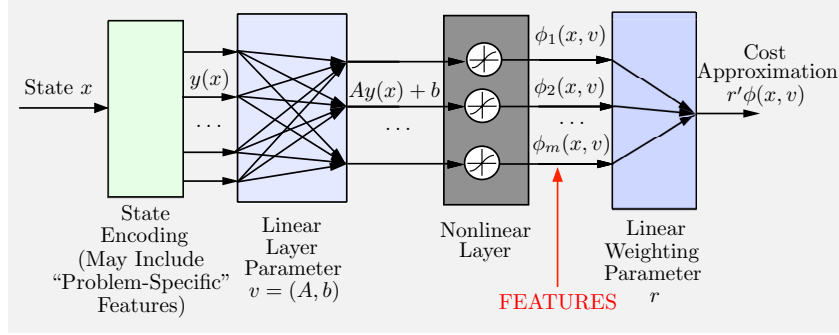 State x
y(x)
. . .
Ay(x) + b
. . .
ϕ1(x, v)
ϕ2(x, v)
. . .
ϕm(x, v)
Cost
Approximation
r′ϕ(x, v)
State
Encoding
(May Include
“Problem-Specific”
Features)
Linear
Layer
Parameter
v = (A, b)
Nonlinear
Layer
FEATURES
Linear
Weighting
Parameter
r